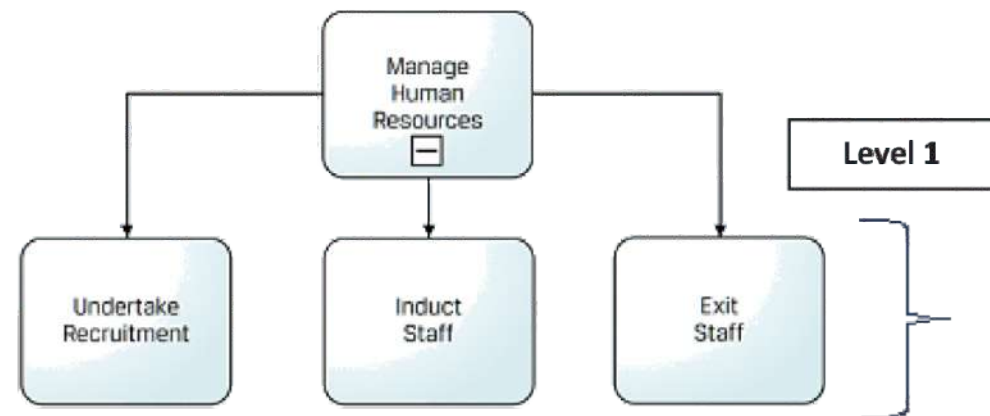 Manage
Human
Resources
Level 1
Undertake
Recruitment
Induct
Staff
Exit
Staff